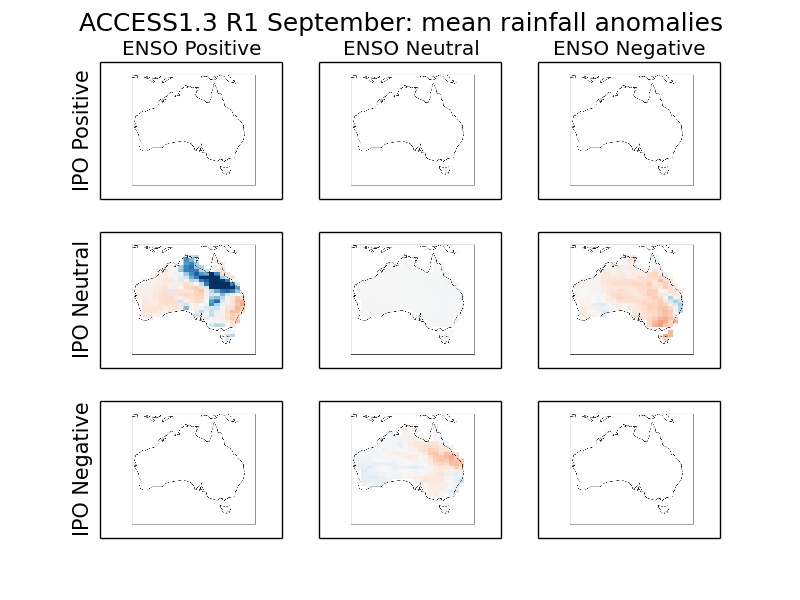 ACCESS1.3 R1 September: mean rainfall anomalies
ENSO Positive
ENSO Neutral
ENSO Negative
IPO Positive
IPO Neutral
IPO Negative